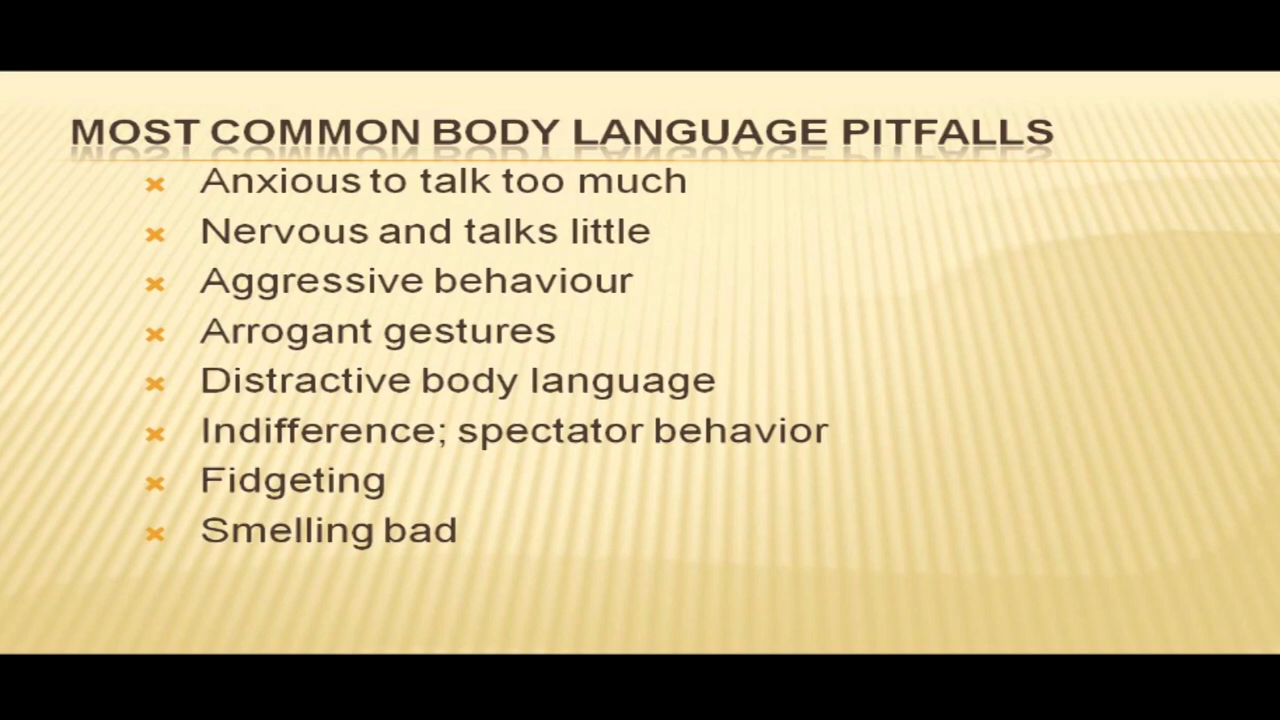 MOST COMMON BODY LANGUAGE PITFALLS
Anxious to talk too much
Nervous and talks little
Aggressive behaviour
Arrogant gestures
Distractive body language
Indifference; spectator behavior
Fidgeting
Smelling bad